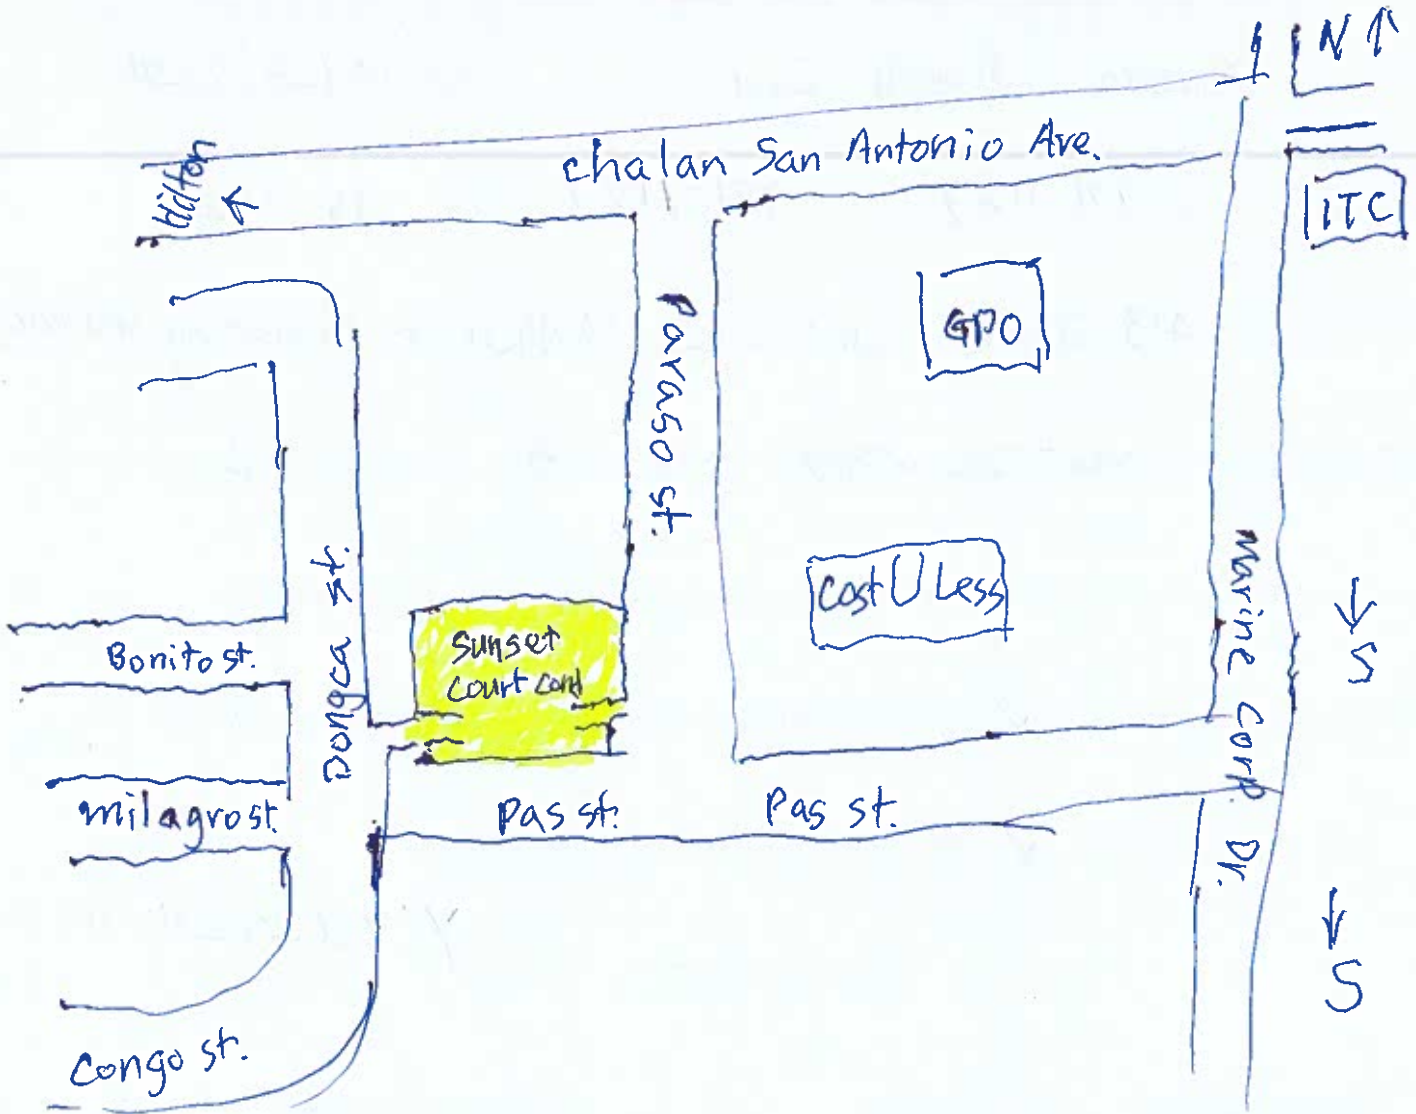 N ↑
Chalan San Antonio Ave.
Hilton
ITC
GPO
Paraso st.
Cost U Less
Marine Corp. Dr.
Sunset
Court Cond
Dongca st.
Bonito st.
↓
S
Milagro st.
Pas st.
Pas st.
↓
S
Congo st.